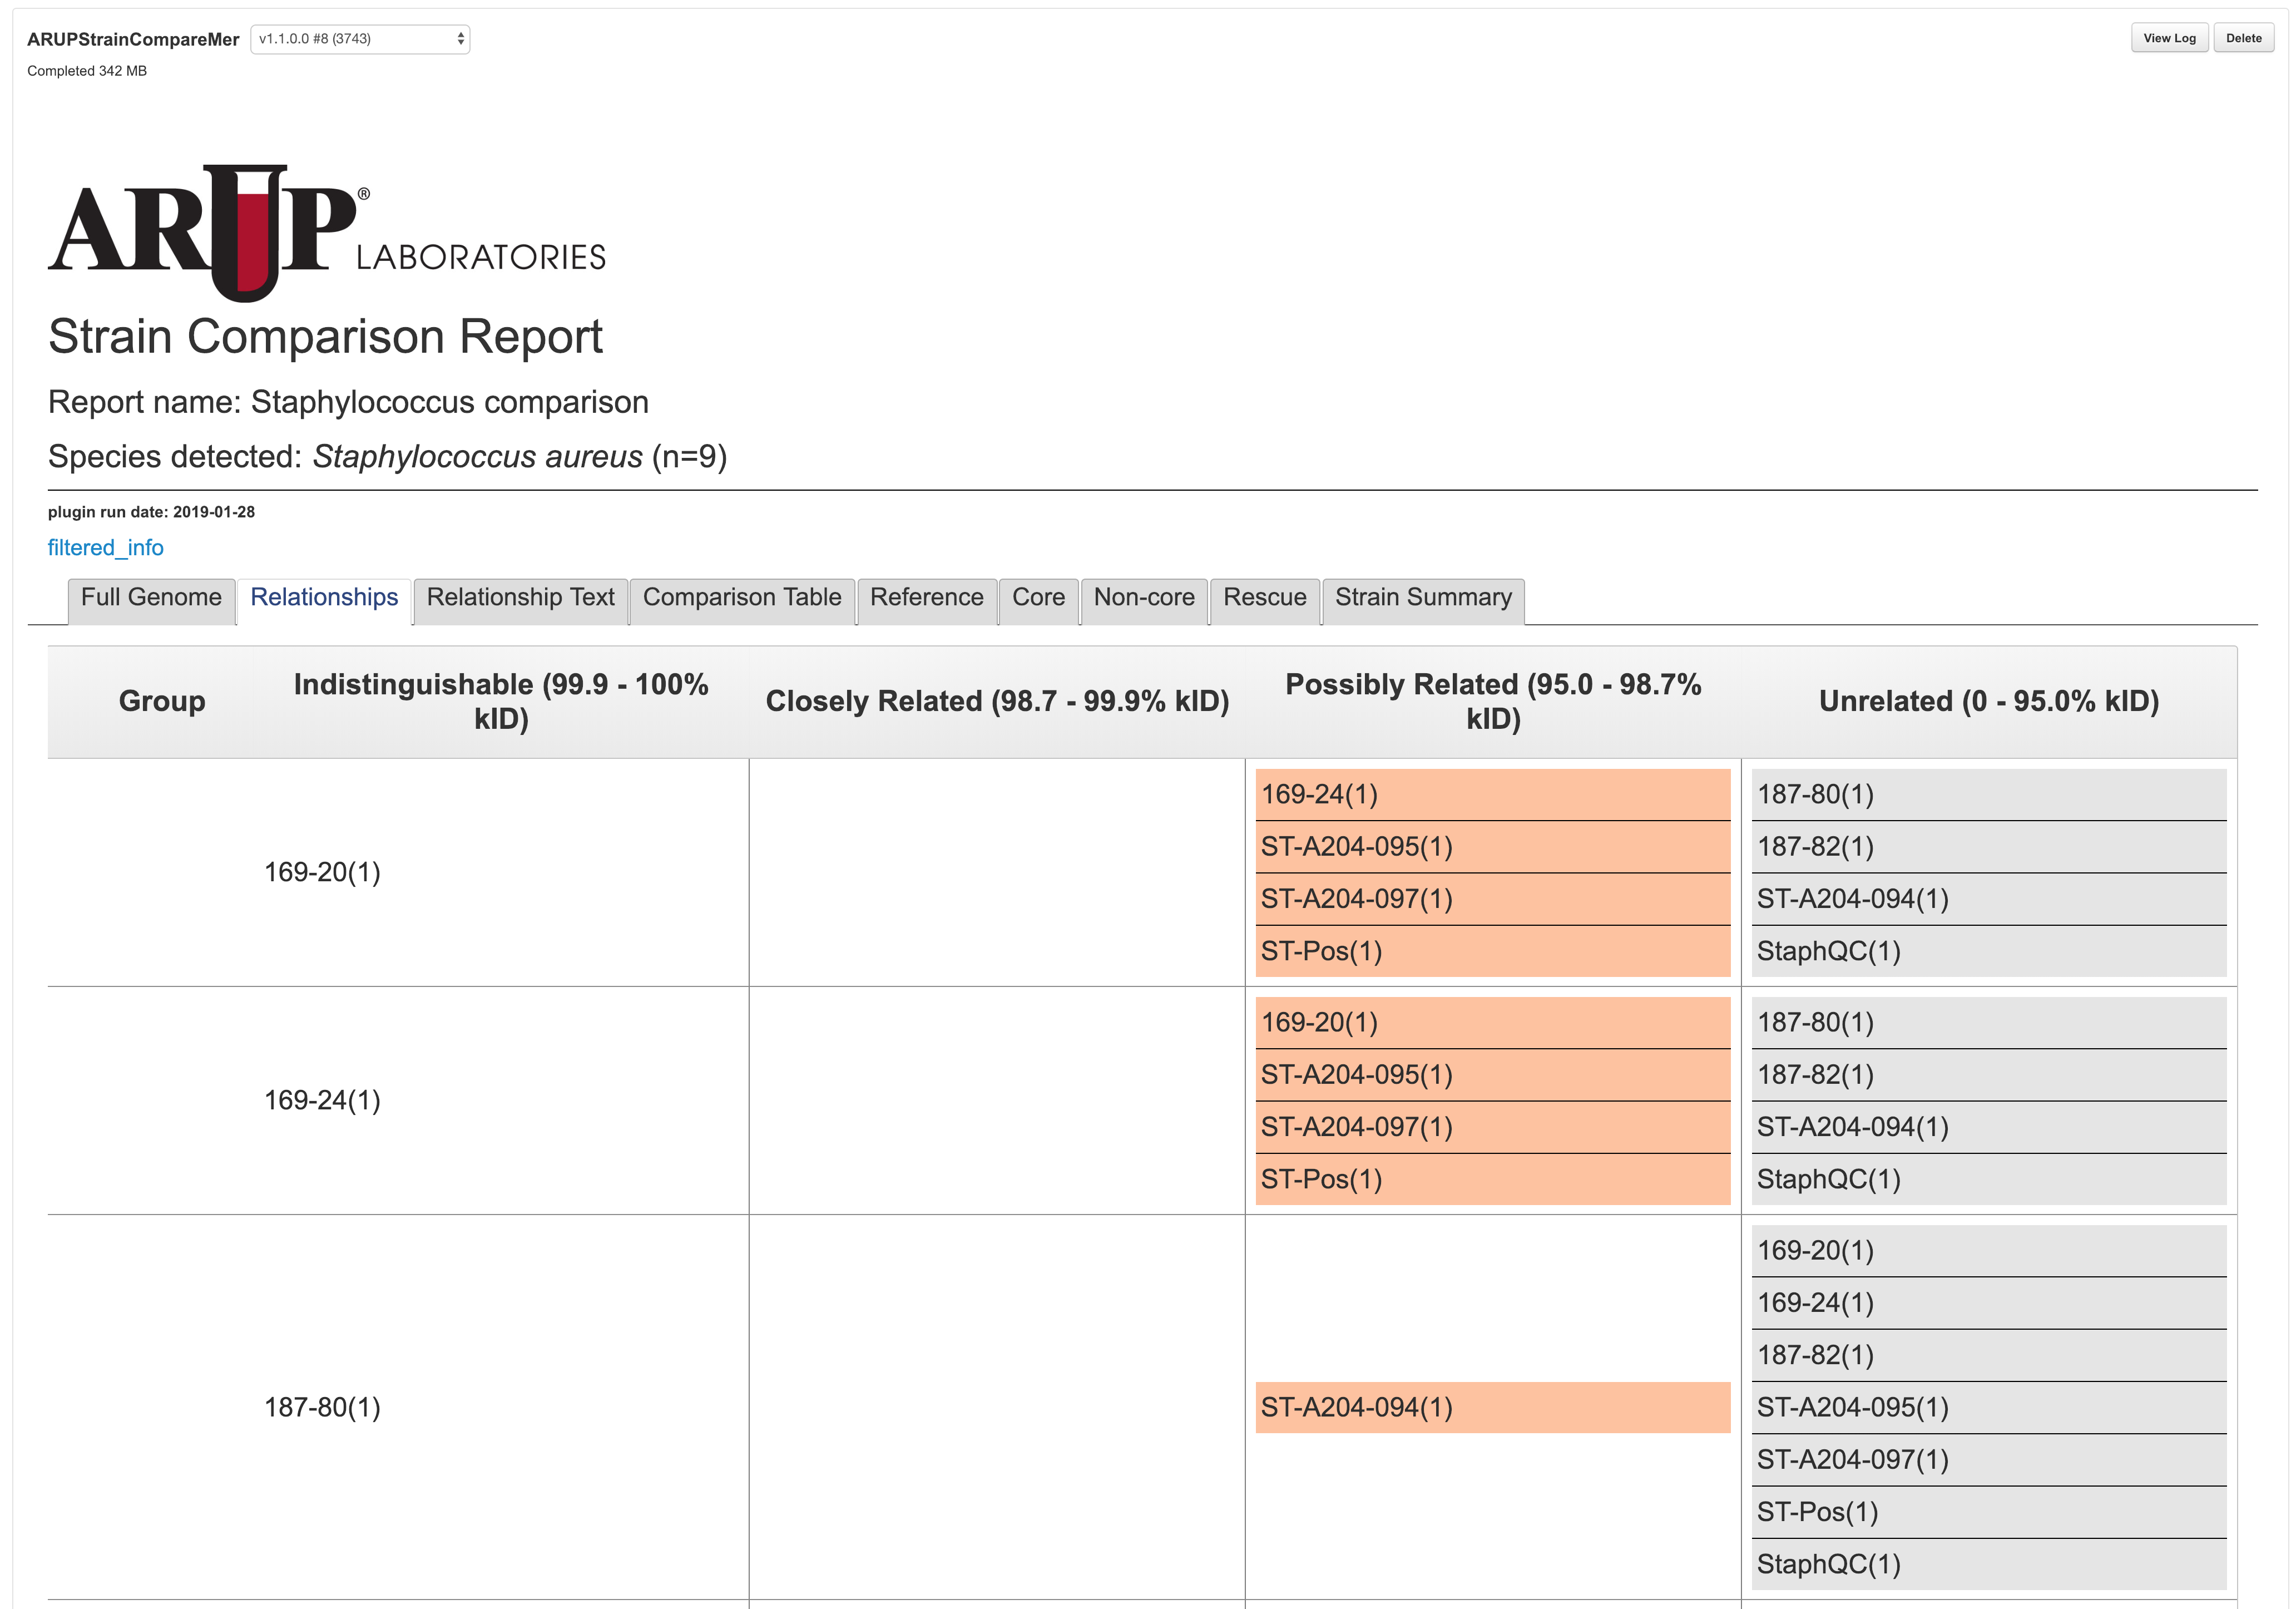 ARUPStrainCompareMer v1.1.0.0 #8 (3743) View Log Delete
Completed 342 MB
ARUP® LABORATORIES
Strain Comparison Report
Report name: Staphylococcus comparison
Species detected: Staphylococcus aureus (n=9)
plugin run date: 2019-01-28
filtered_info
Full Genome Relationships Relationship Text Comparison Table Reference Core Non-core Rescue Strain Summary
Group
Indistinguishable (99.9 - 100%
kID)
Closely Related (98.7 - 99.9% kID)
Possibly Related (95.0 - 98.7%
kID)
Unrelated (0 - 95.0% kID)
169-20(1)
169-24(1)
ST-A204-095(1)
ST-A204-097(1)
ST-Pos(1)
187-80(1)
187-82(1)
ST-A204-094(1)
StaphQC(1)
169-24(1)
169-20(1)
ST-A204-095(1)
ST-A204-097(1)
ST-Pos(1)
187-80(1)
187-82(1)
ST-A204-094(1)
StaphQC(1)
187-80(1)
ST-A204-094(1)
169-20(1)
169-24(1)
187-82(1)
ST-A204-095(1)
ST-A204-097(1)
ST-Pos(1)
StaphQC(1)